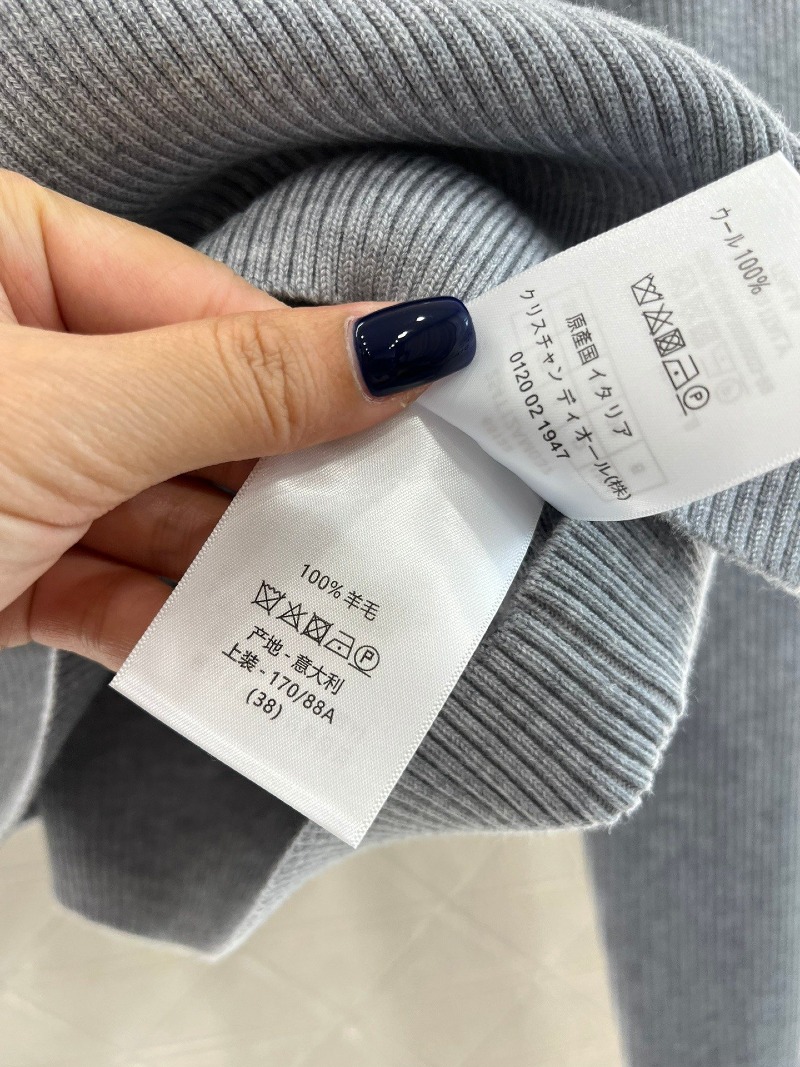 ウール100%
原産国 イタリア
クリスチャン ディオール(株)
0120 02 1947
100% 羊毛
P
产地 - 意大利
上装 - 170/88A
(38)